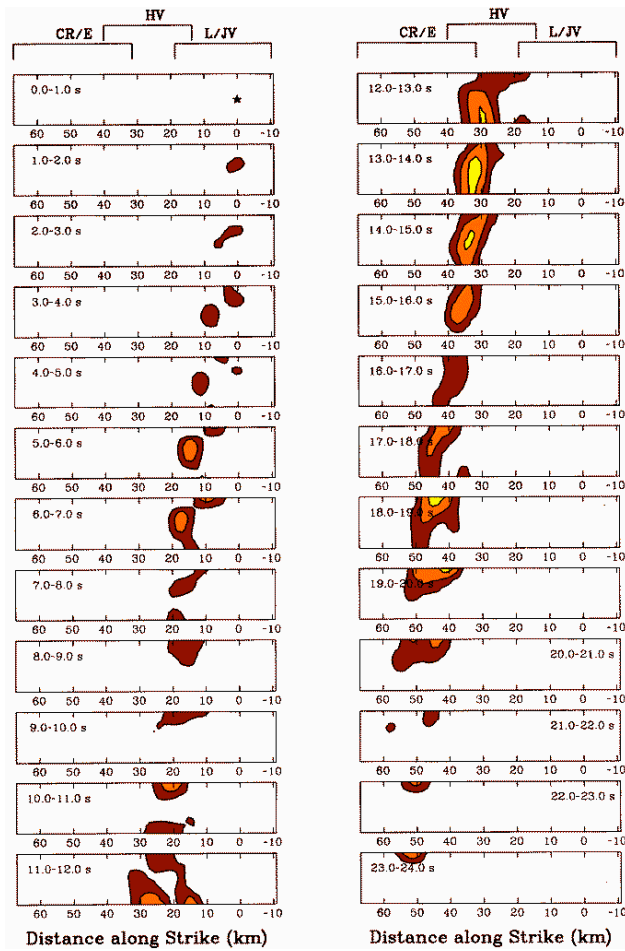 HV
CR/E L/JV
0.0-1.0 s
60 50 40 30 20 10 0 -10
1.0-2.0 s
60 50 40 30 20 10 0 -10
2.0-3.0 s
60 50 40 30 20 10 0 -10
3.0-4.0 s
60 50 40 30 20 10 0 -10
4.0-5.0 s
60 50 40 30 20 10 0 -10
5.0-6.0 s
60 50 40 30 20 10 0 -10
6.0-7.0 s
60 50 40 30 20 10 0 -10
7.0-8.0 s
60 50 40 30 20 10 0 -10
8.0-9.0 s
60 50 40 30 20 10 0 -10
9.0-10.0 s
60 50 40 30 20 10 0 -10
10.0-11.0 s
60 50 40 30 20 10 0 -10
11.0-12.0 s
60 50 40 30 20 10 0 -10
Distance along Strike (km)
HV
CR/E L/JV
12.0-13.0 s
60 50 40 30 20 10 0 -10
13.0-14.0 s
60 50 40 30 20 10 0 -10
14.0-15.0 s
60 50 40 30 20 10 0 -10
15.0-16.0 s
60 50 40 30 20 10 0 -10
16.0-17.0 s
60 50 40 30 20 10 0 -10
17.0-18.0 s
60 50 40 30 20 10 0 -10
18.0-19.0 s
60 50 40 30 20 10 0 -10
19.0-20.0 s
60 50 40 30 20 10 0 -10
20.0-21.0 s
60 50 40 30 20 10 0 -10
21.0-22.0 s
60 50 40 30 20 10 0 -10
22.0-23.0 s
60 50 40 30 20 10 0 -10
23.0-24.0 s
60 50 40 30 20 10 0 -10
Distance along Strike (km)